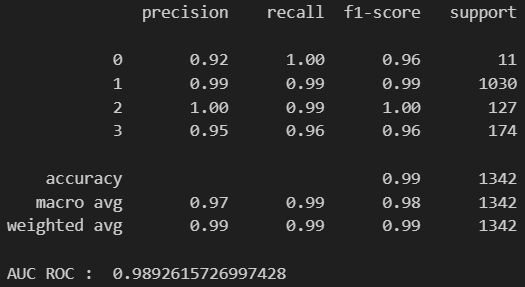 precision recall f1-score support
0 0.92 1.00 0.96 11
1 0.99 0.99 0.99 1030
2 1.00 0.99 1.00 127
3 0.95 0.96 0.96 174
accuracy 0.99 1342
macro avg 0.97 0.99 0.98 1342
weighted avg 0.99 0.99 0.99 1342
AUC ROC : 0.9892615726997428